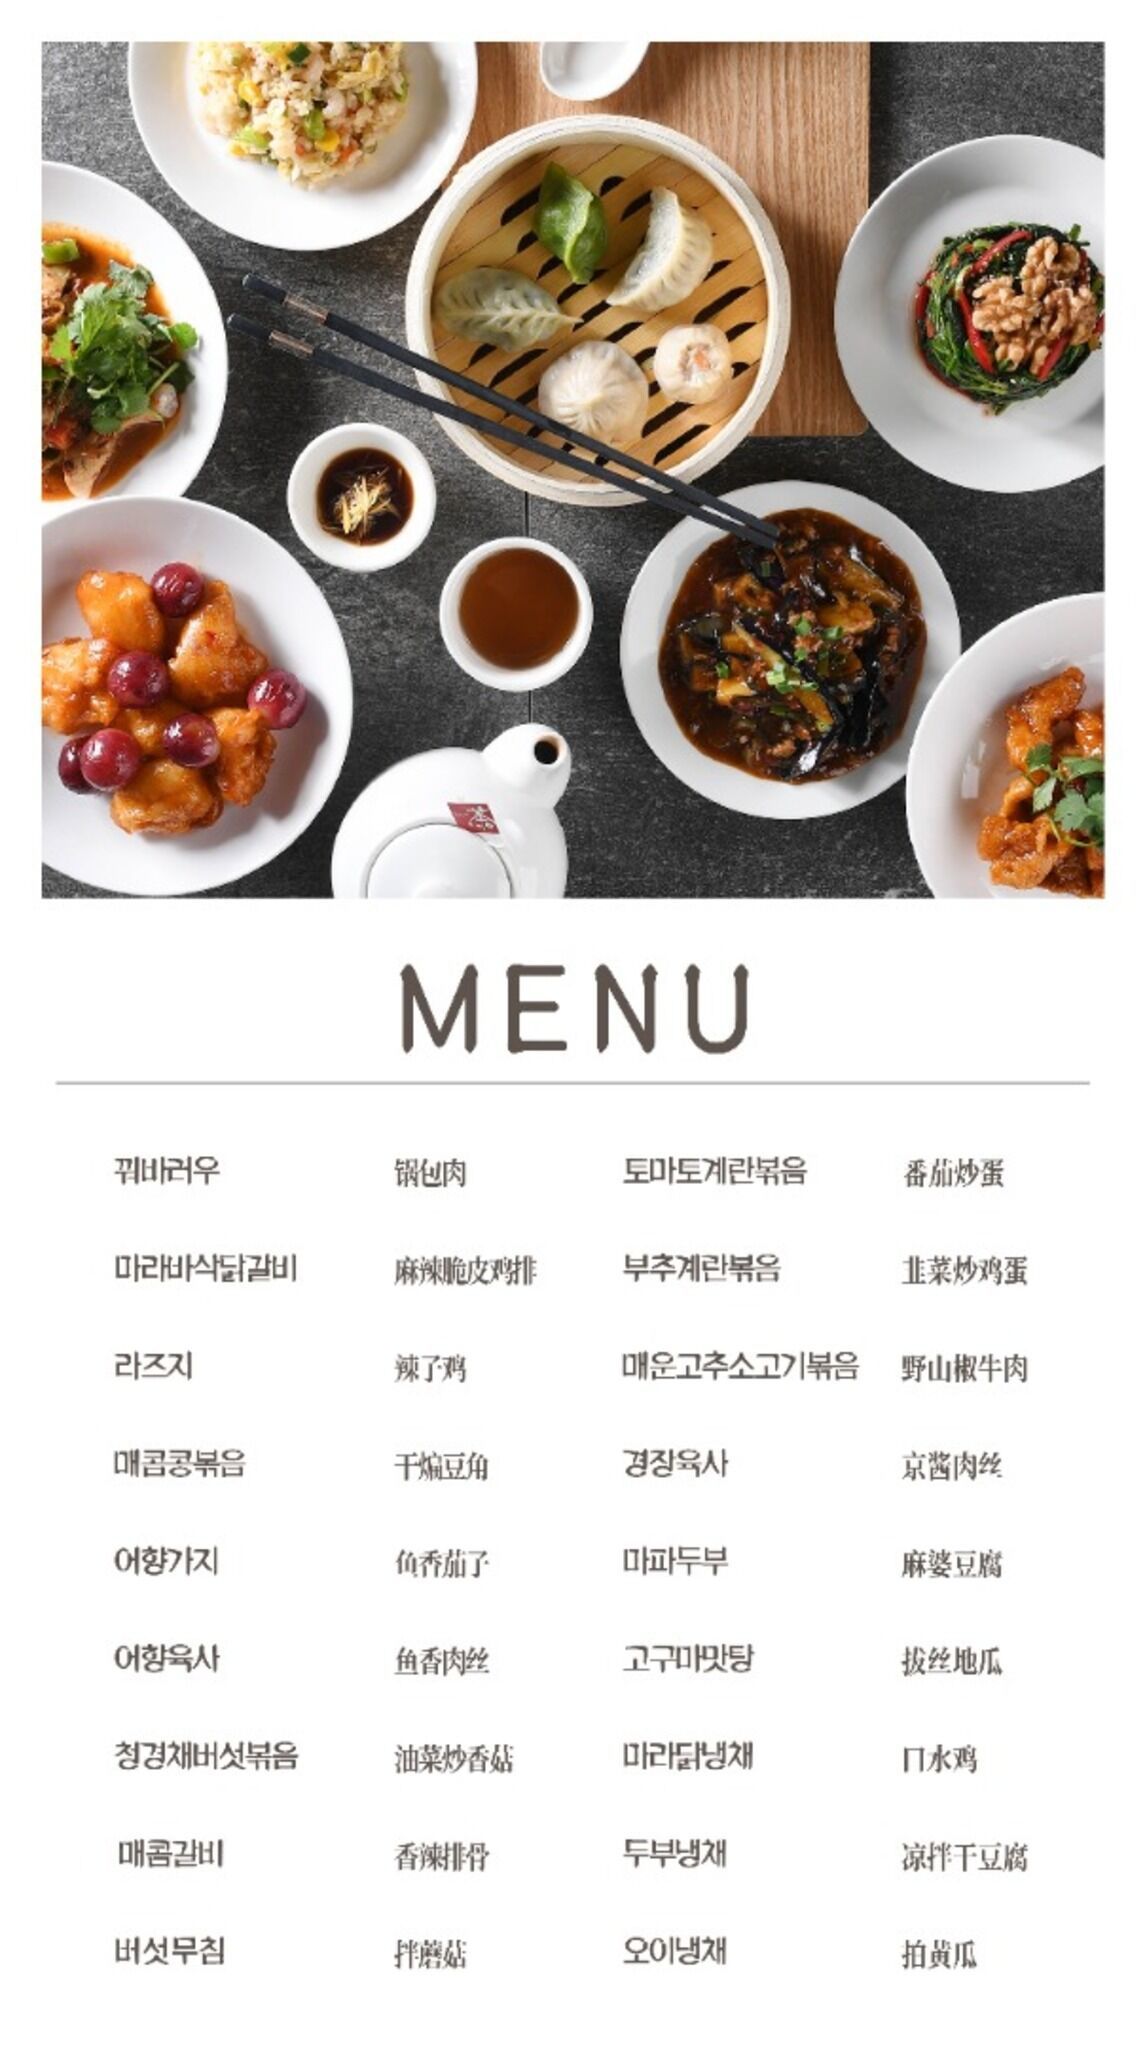 茶
MENU
꿔바러우 锅包肉 토마토계란볶음 番茄炒蛋
마라바삭닭갈비 麻辣脆皮鸡排 부추계란볶음 韭菜炒鸡蛋
라즈지 辣子鸡 매운고추소고기볶음 野山椒牛肉
매콤콩볶음 干煸豆角 경장육사 京酱肉丝
어향가지 鱼香茄子 마파두부 麻婆豆腐
어향육사 鱼香肉丝 고구마맛탕 拔丝地瓜
청경채버섯볶음 油菜炒香菇 마라닭냉채 口水鸡
매콤갈비 香辣排骨 두부냉채 凉拌干豆腐
버섯무침 拌蘑菇 오이냉채 拍黄瓜